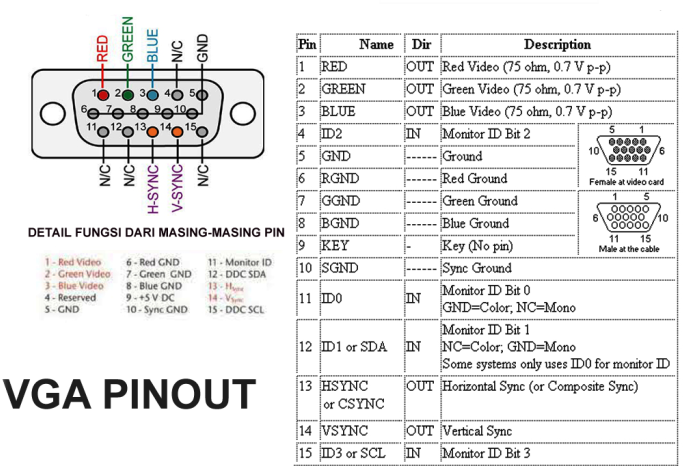 RED
GREEN
BLUE
N/C
GND
1 2 3 4 5
6 7 8 9 10
11 12 13 14 15
N/C
N/C
H-SYNC
V-SYNC
N/C
DETAIL FUNGSI DARI MASING-MASING PIN
1 - Red Video 6 - Red GND 11 - Monitor ID
2 - Green Video 7 - Green GND 12 - DDC SDA
3 - Blue Video 8 - Blue GND 13 - Hsync
4 - Reserved 9 - +5 V DC 14 - Vsync
5 - GND 10 - Sync GND 15 - DDC SCL
VGA PINOUT
Pin Name Dir Description
1 RED OUT Red Video (75 ohm, 0.7 V p-p)
2 GREEN OUT Green Video (75 ohm, 0.7 V p-p)
3 BLUE OUT Blue Video (75 ohm, 0.7 V p-p)
4 ID2 IN Monitor ID Bit 2
5 GND ------ Ground
6 RGND ------ Red Ground
7 GGND ------ Green Ground
8 BGND ------ Blue Ground
9 KEY - Key (No pin)
10 SGND ------ Sync Ground
11 ID0 IN Monitor ID Bit 0
GND=Color; NC=Mono
12 ID1 or SDA IN Monitor ID Bit 1
NC=Color; GND=Mono
Some systems only uses ID0 for monitor ID
13 HSYNC OUT Horizontal Sync (or Composite Sync)
or CSYNC
14 VSYNC OUT Vertical Sync
15 ID3 or SCL IN Monitor ID Bit 3
5 1
10 6
15 11
Female at video card
1 5
6 10
11 15
Male at the cable